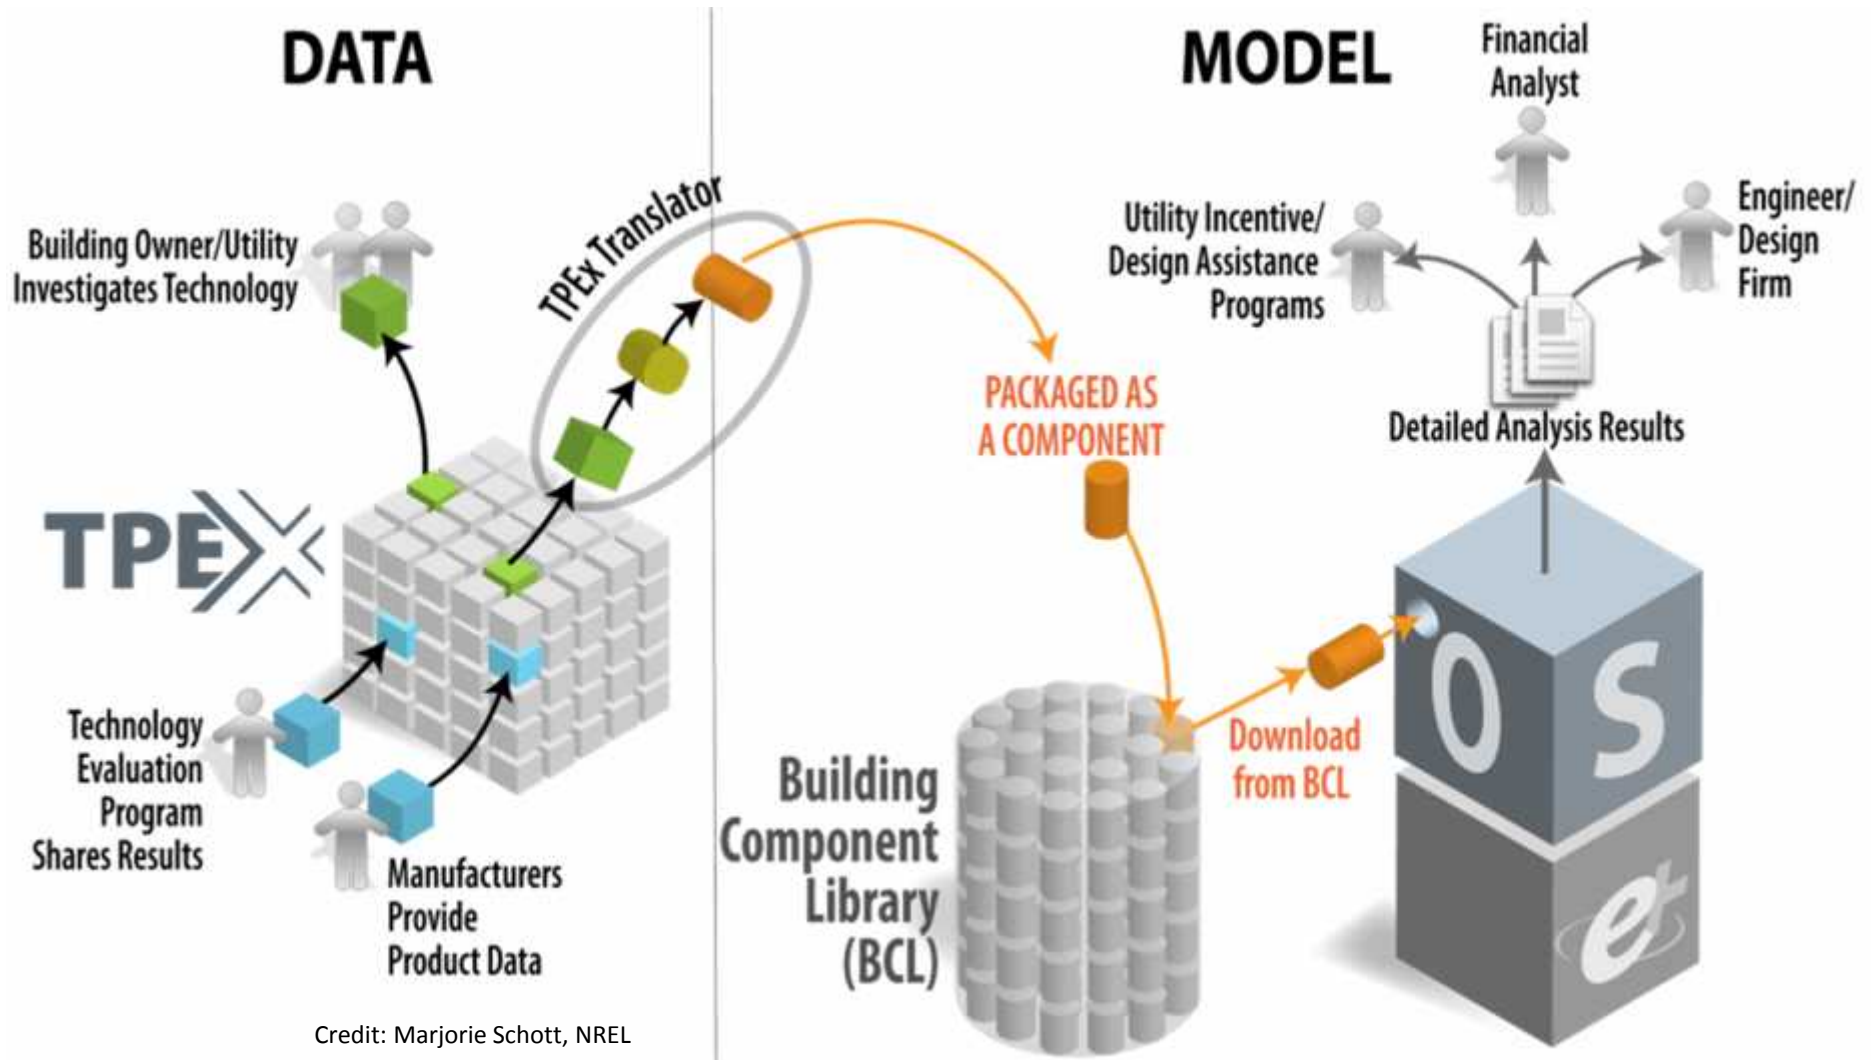 DATA
Building Owner/Utility
Investigates Technology
TPEx Translator
TPEX
Technology
Evaluation
Program
Shares Results
Manufacturers
Provide
Product Data
Credit: Marjorie Schott, NREL
MODEL
Financial
Analyst
Utility Incentive/
Design Assistance
Programs
Engineer/
Design
Firm
Detailed Analysis Results
PACKAGED AS
A COMPONENT
Building
Component
Library
(BCL)
Download
from BCL
O S
e+